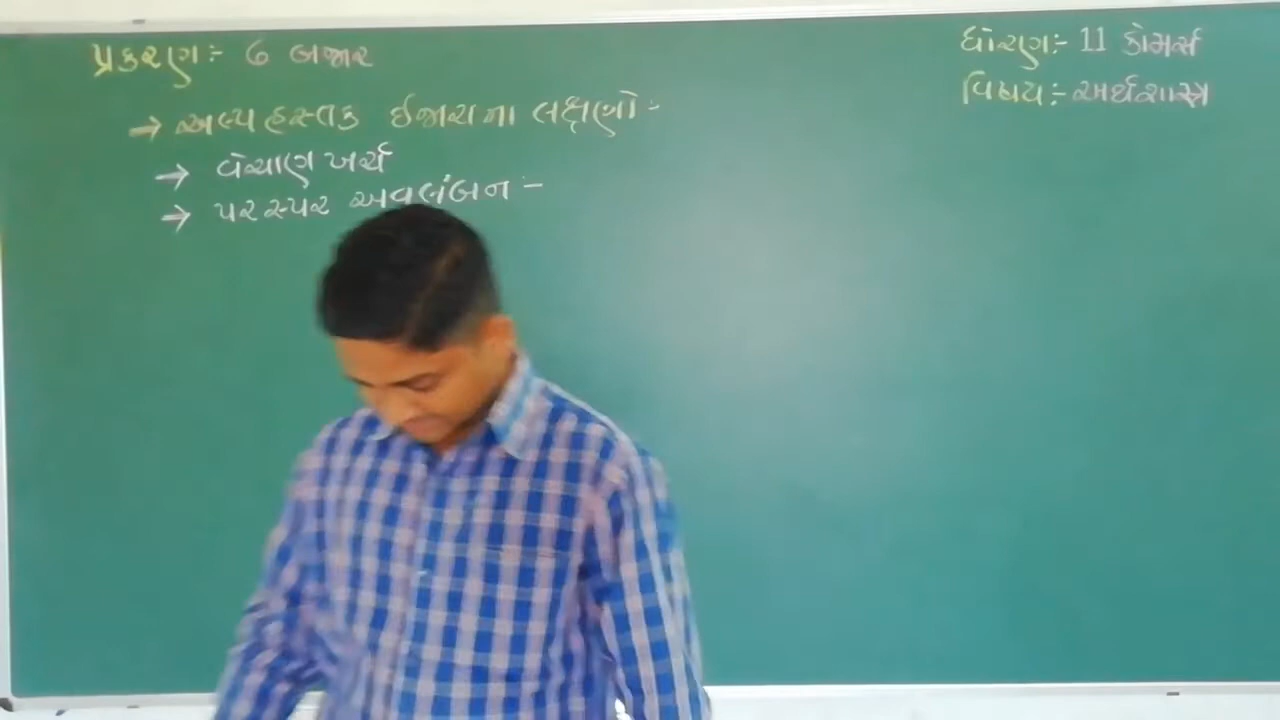 પ્રકરણ:- 6 બજાર
ધોરણ:- 11 કોમર્સ
વિષય:- અર્થશાસ્ત્ર
→ અલ્પહસ્તક ઈજારાના લક્ષણો:-
→ વેચાણ ખર્ચ
→ પરસ્પર અવલંબન:-